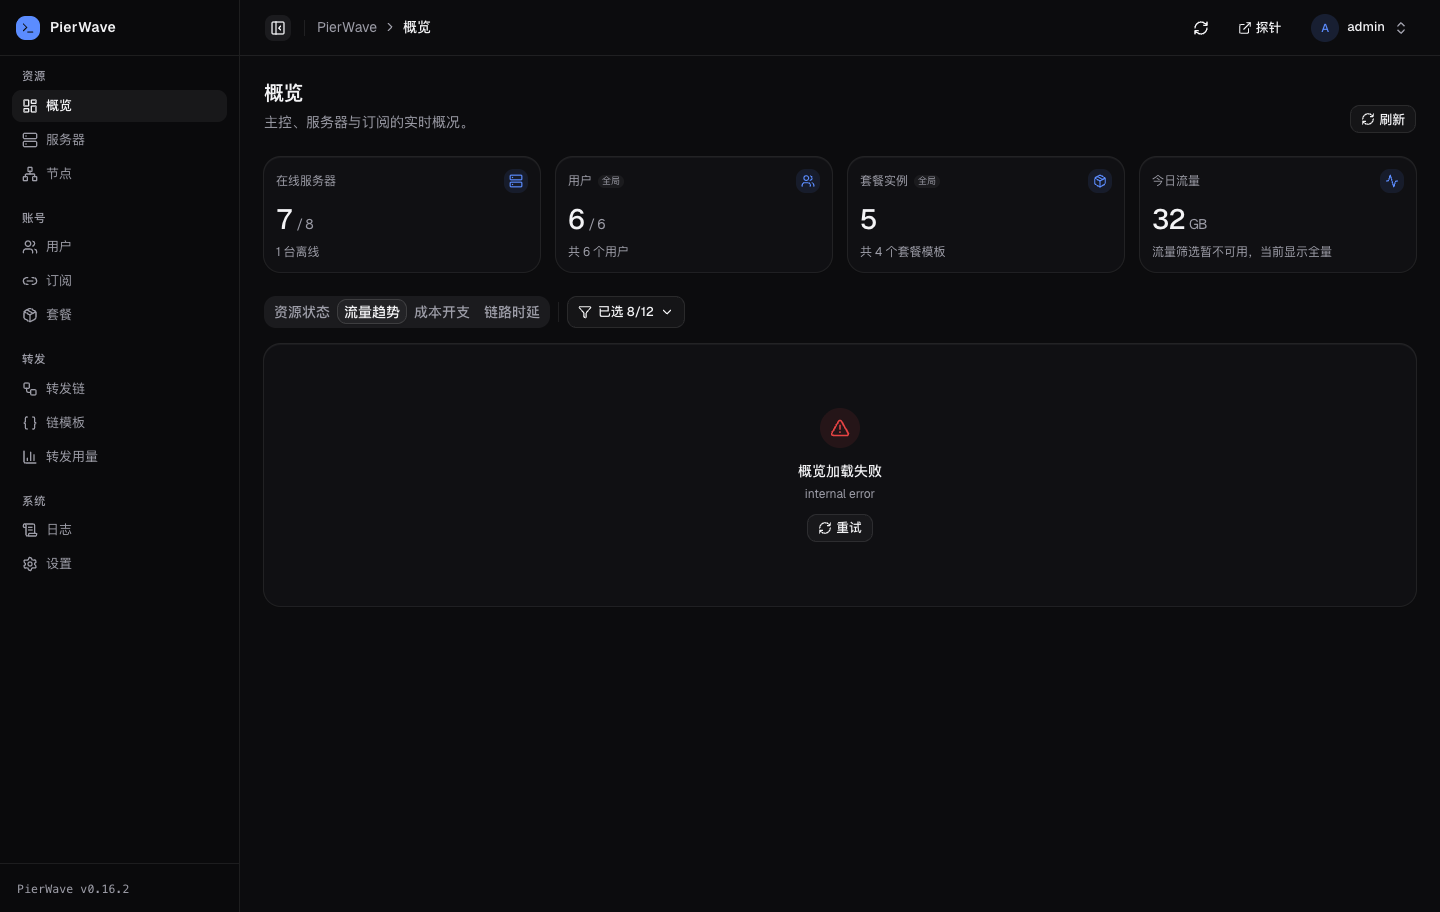 PierWave
PierWave > 概览
探针
A admin
资源
概览
服务器
节点
账号
用户
订阅
套餐
转发
转发链
链模板
转发用量
系统
日志
设置
PierWave v0.16.2
概览
主控、服务器与订阅的实时概况。
刷新
在线服务器
7 / 8
1 台离线
用户 全局
6 / 6
共 6 个用户
套餐实例 全局
5
共 4 个套餐模板
今日流量
32 GB
流量筛选暂不可用，当前显示全量
资源状态 流量趋势 成本开支 链路时延
已选 8/12
概览加载失败
internal error
重试